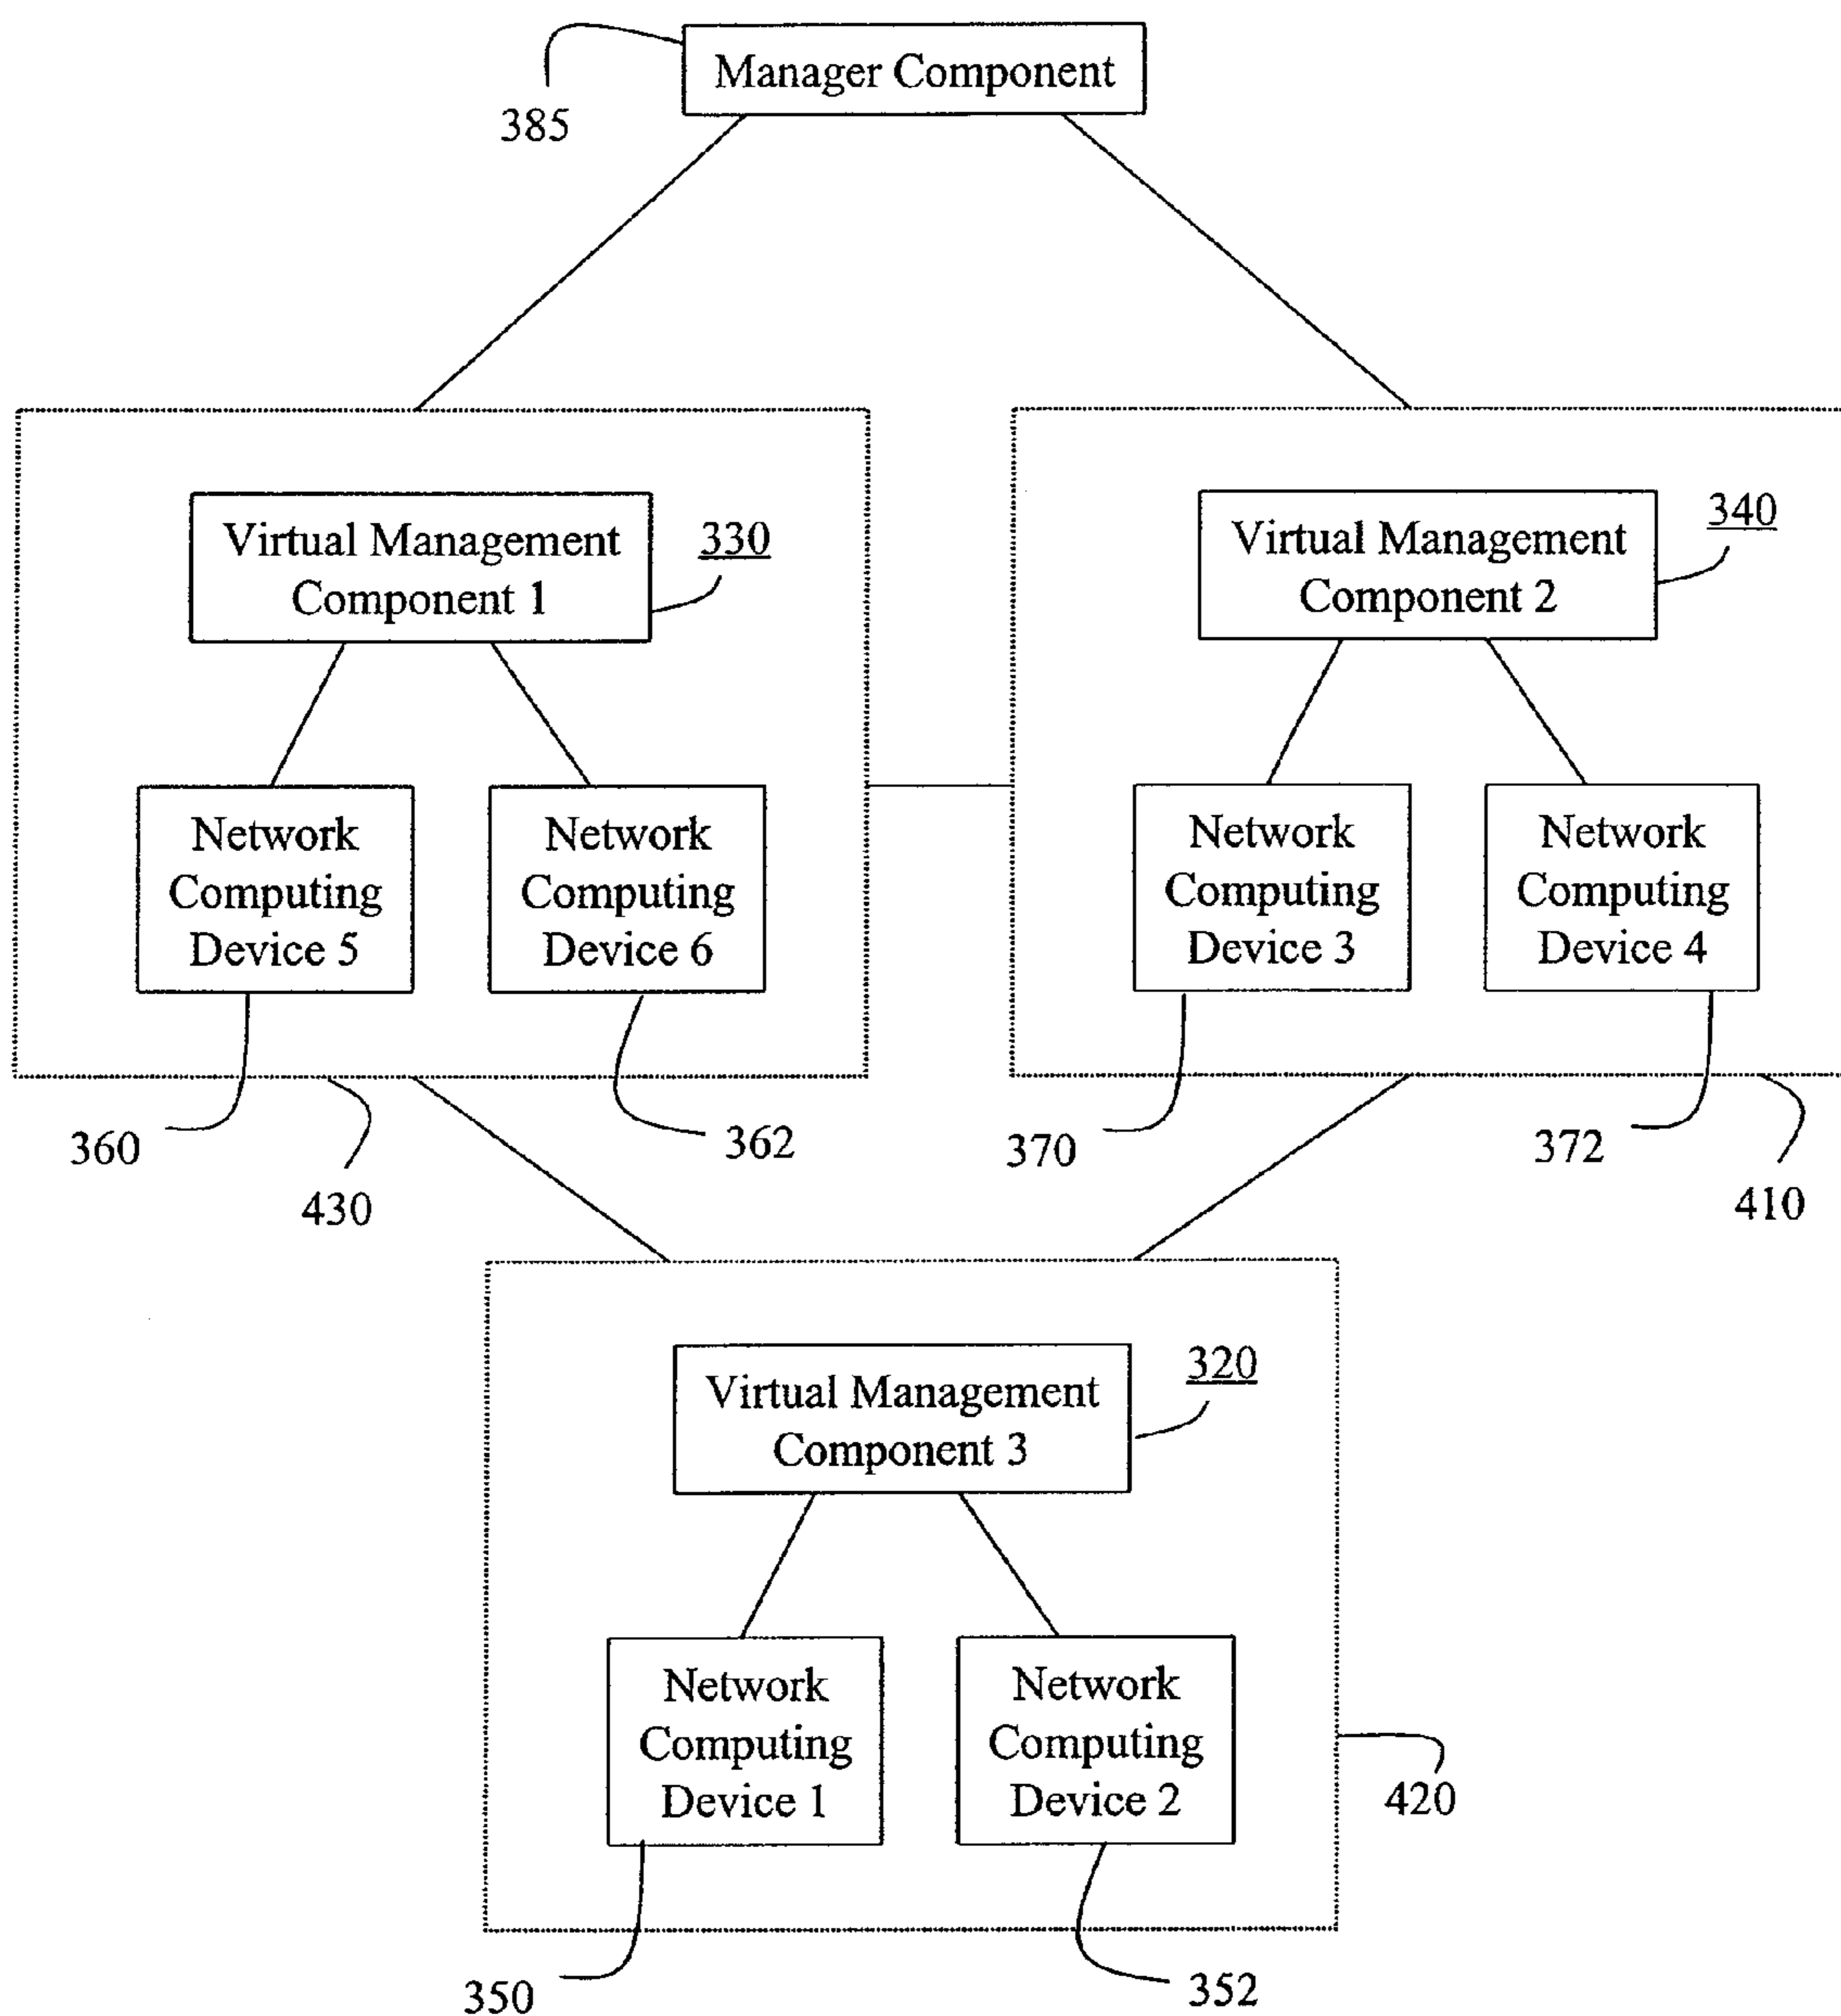 Manager Component
385
Virtual Management
Component 1
330
Virtual Management
Component 2
340
Network
Computing
Device 5
Network
Computing
Device 6
Network
Computing
Device 3
Network
Computing
Device 4
360
430
362
370
372
410
Virtual Management
Component 3
320
Network
Computing
Device 1
Network
Computing
Device 2
420
350
352